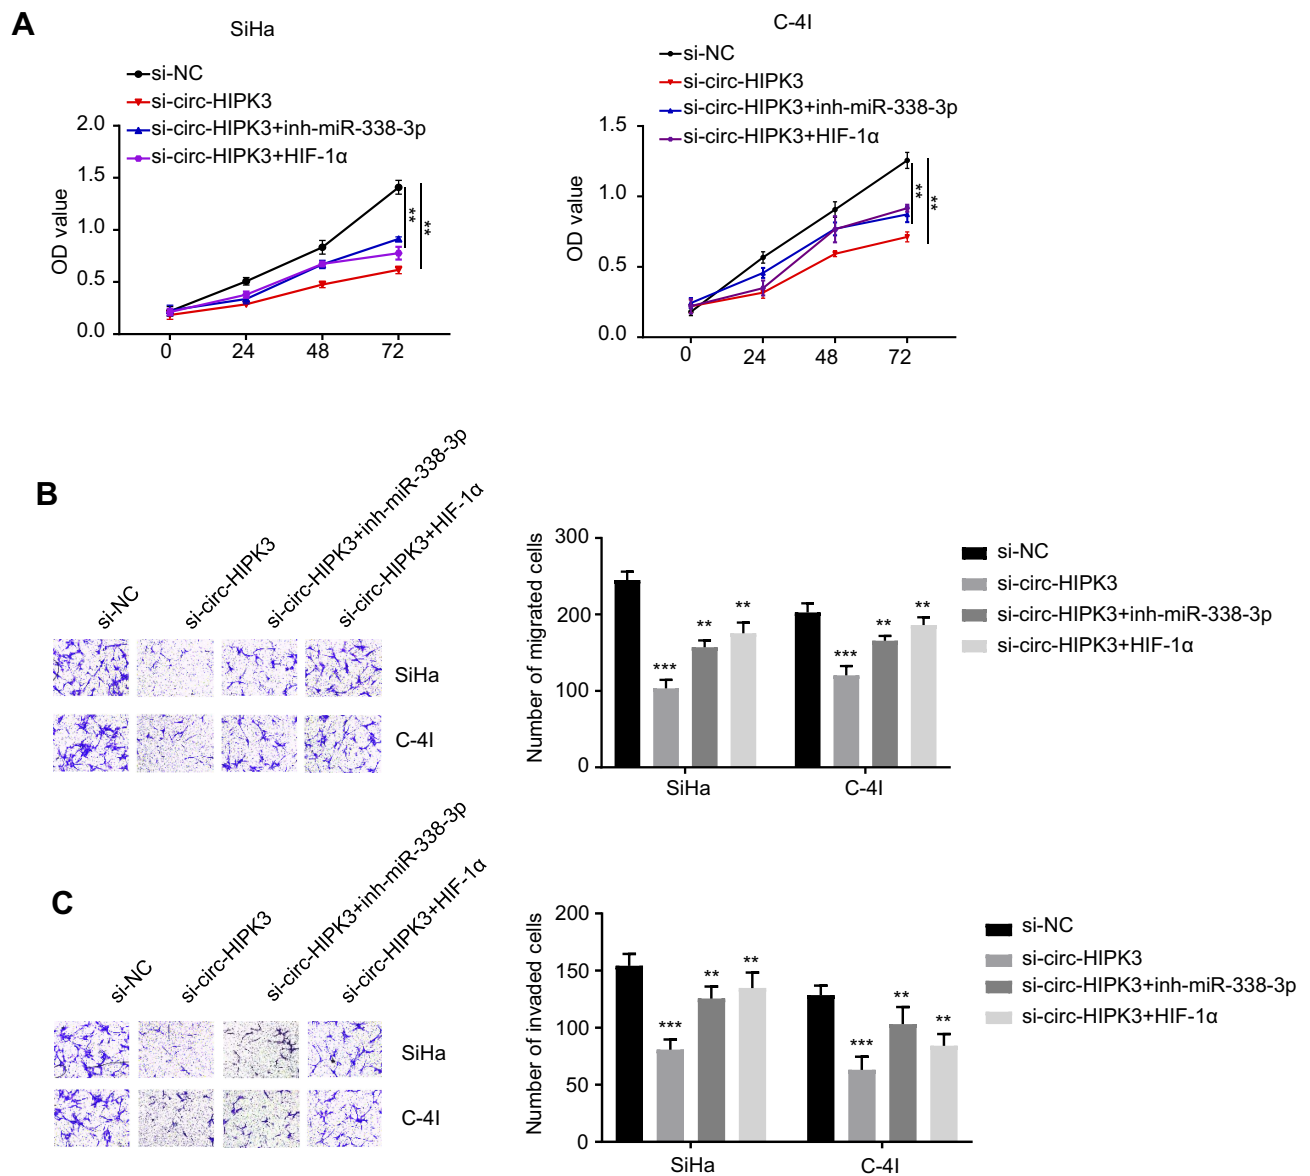 A
SiHa
si-NC
si-circ-HIPK3
si-circ-HIPK3+inh-miR-338-3p
si-circ-HIPK3+HIF-1α
OD value
2.0
1.5
1.0
0.5
0.0
0
24
48
72
**
**
C-4I
si-NC
si-circ-HIPK3
si-circ-HIPK3+inh-miR-338-3p
si-circ-HIPK3+HIF-1α
OD value
1.5
1.0
0.5
0.0
0
24
48
72
**
**
B
si-NC
si-circ-HIPK3
si-circ-HIPK3+inh-miR-338-3p
si-circ-HIPK3+HIF-1α
SiHa
C-4I
Number of migrated cells
300
200
100
0
***
**
**
***
**
**
SiHa
C-4I
si-NC
si-circ-HIPK3
si-circ-HIPK3+inh-miR-338-3p
si-circ-HIPK3+HIF-1α
C
si-NC
si-circ-HIPK3
si-circ-HIPK3+inh-miR-338-3p
si-circ-HIPK3+HIF-1α
SiHa
C-4I
Number of invaded cells
200
150
100
50
0
***
**
**
***
**
**
SiHa
C-4I
si-NC
si-circ-HIPK3
si-circ-HIPK3+inh-miR-338-3p
si-circ-HIPK3+HIF-1α